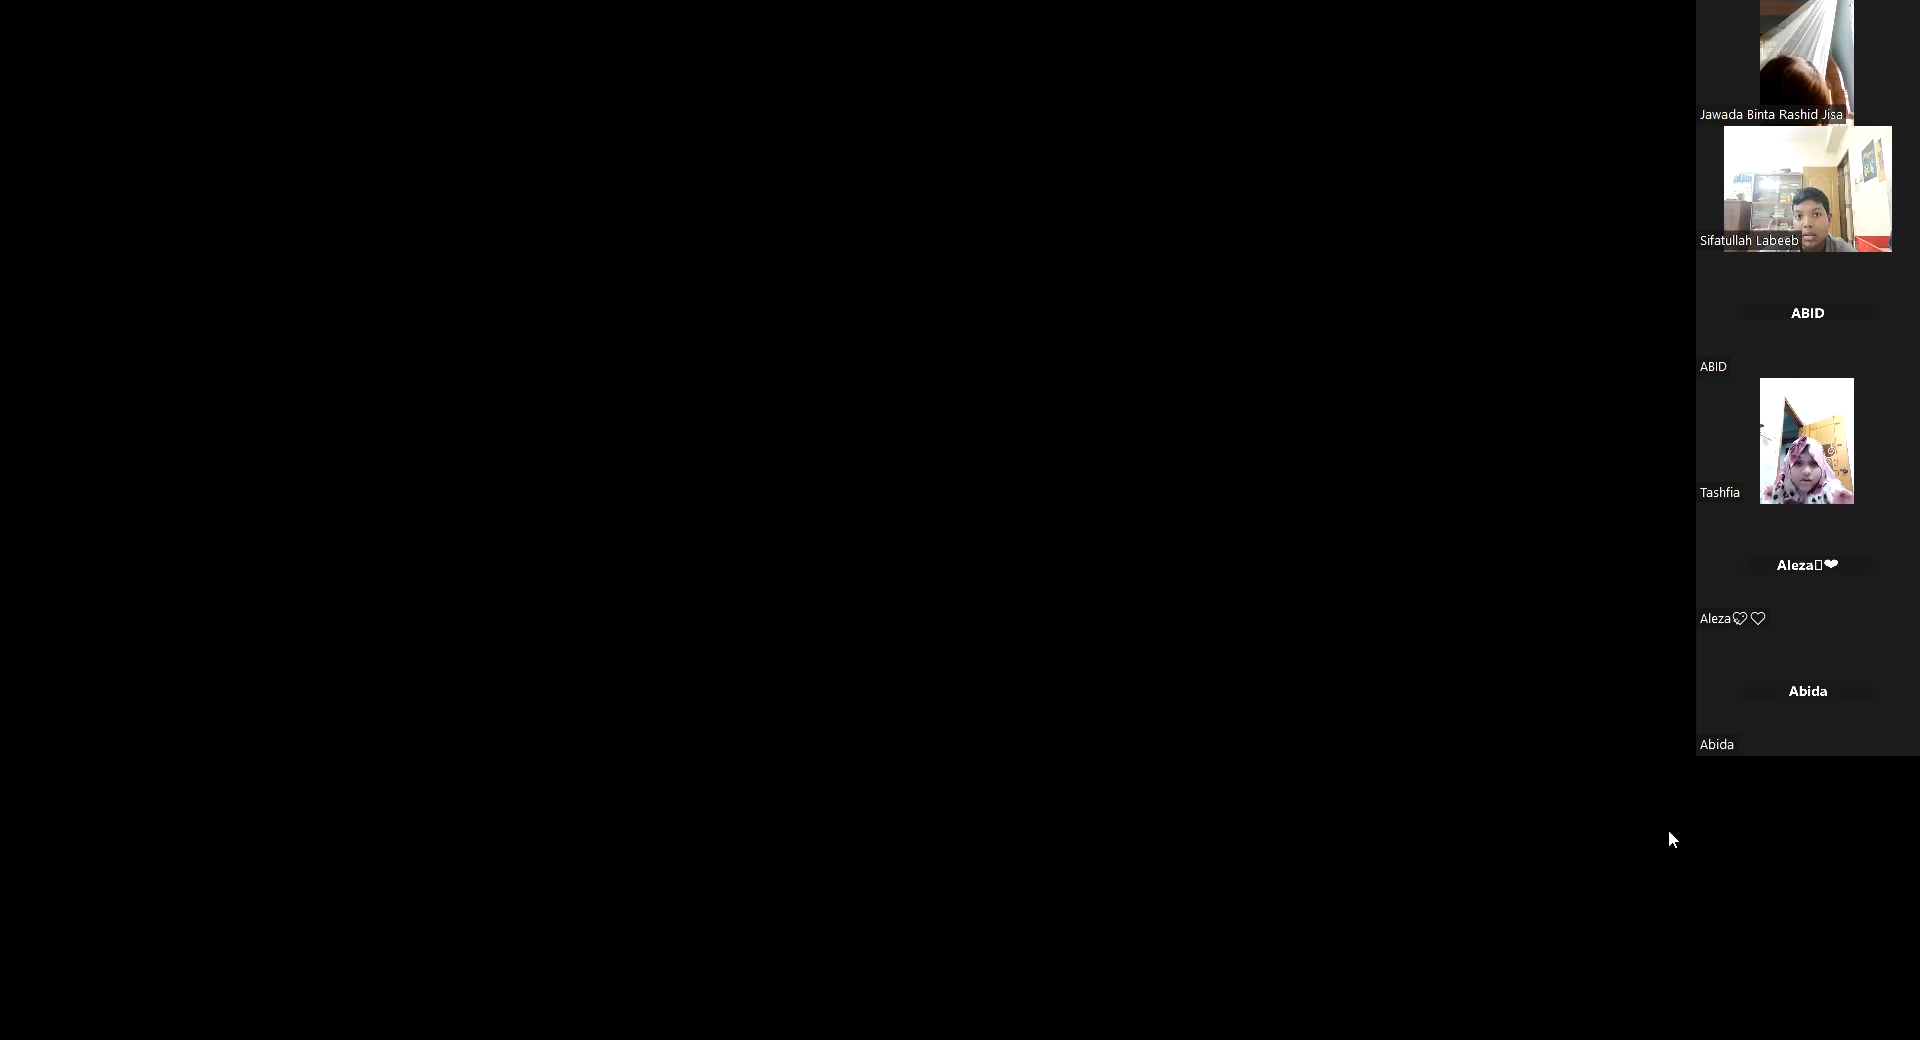 Jawada Binta Rashid Jisa
Sifatullah Labeeb
ABID
ABID
Tashfia
Aleza▯❤
Aleza💘♡
Abida
Abida